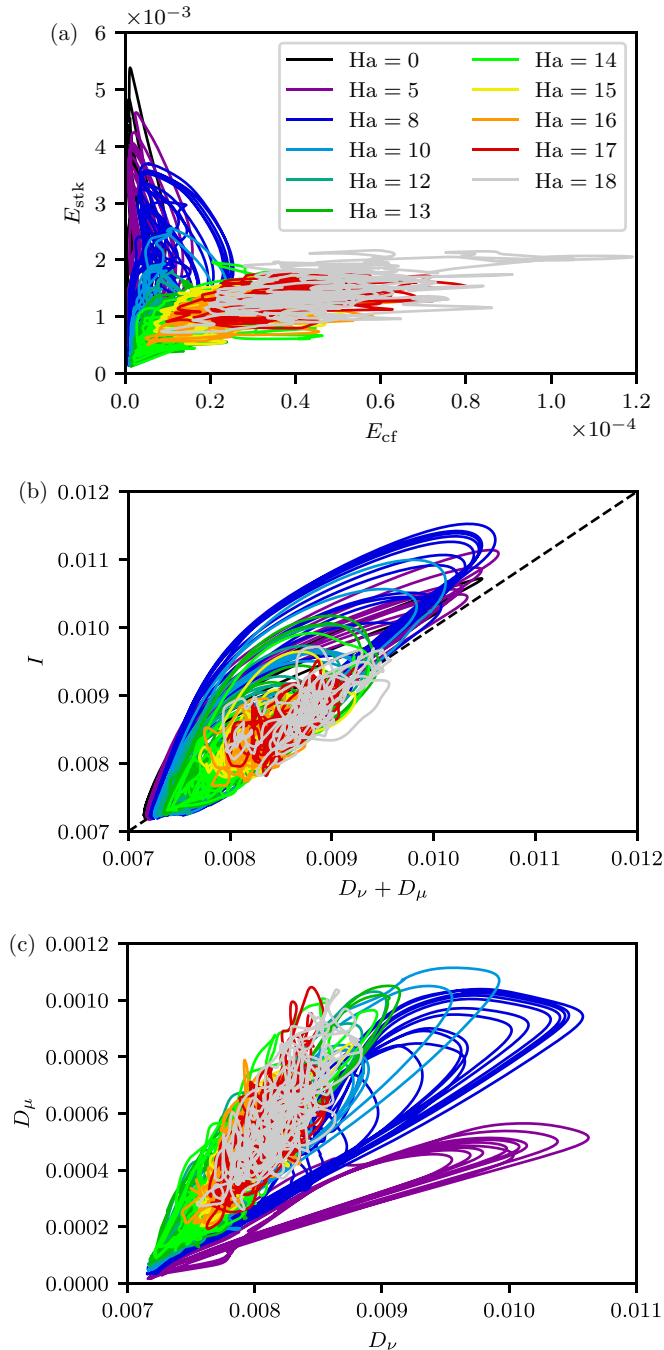 (a)
×10⁻³
6
5
4
3
2
1
0
E_stk
Ha = 0
Ha = 5
Ha = 8
Ha = 10
Ha = 12
Ha = 13
Ha = 14
Ha = 15
Ha = 16
Ha = 17
Ha = 18
0.0 0.2 0.4 0.6 0.8 1.0 1.2
×10⁻⁴
E_cf
(b)
0.012
0.011
0.010
0.009
0.008
0.007
I
0.007 0.008 0.009 0.010 0.011 0.012
D_ν + D_μ
(c)
0.0012
0.0010
0.0008
0.0006
0.0004
0.0002
0.0000
D_μ
0.007 0.008 0.009 0.010 0.011
D_ν